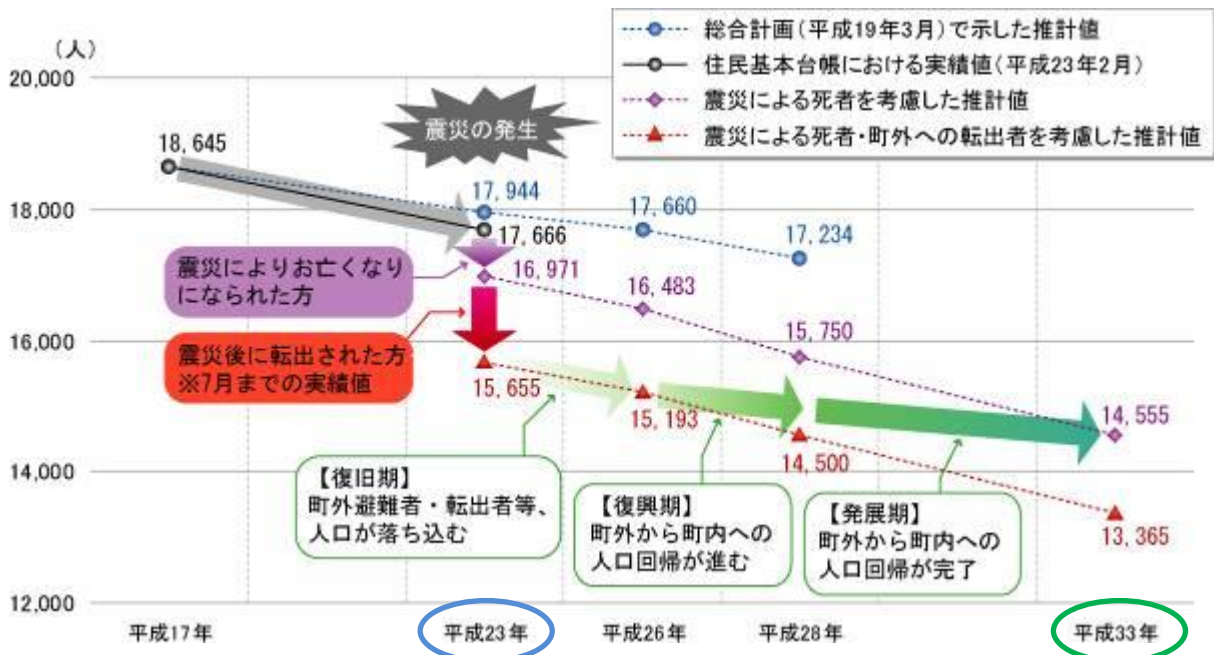 総合計画(平成19年3月)で示した推計値
住民基本台帳における実績値(平成23年2月)
震災による死者を考慮した推計値
震災による死者・町外への転出者を考慮した推計値
(人)
20,000
18,000
16,000
14,000
12,000
震災の発生
18,645
17,944
17,660
17,234
17,666
16,971
16,483
15,750
14,555
15,655
15,193
14,500
13,365
震災によりお亡くなり
になられた方
震災後に転出された方
※7月までの実績値
【復旧期】
町外避難者・転出者等、
人口が落ち込む
【復興期】
町外から町内への
人口回帰が進む
【発展期】
町外から町内への
人口回帰が完了
平成17年
平成23年
平成26年
平成28年
平成33年